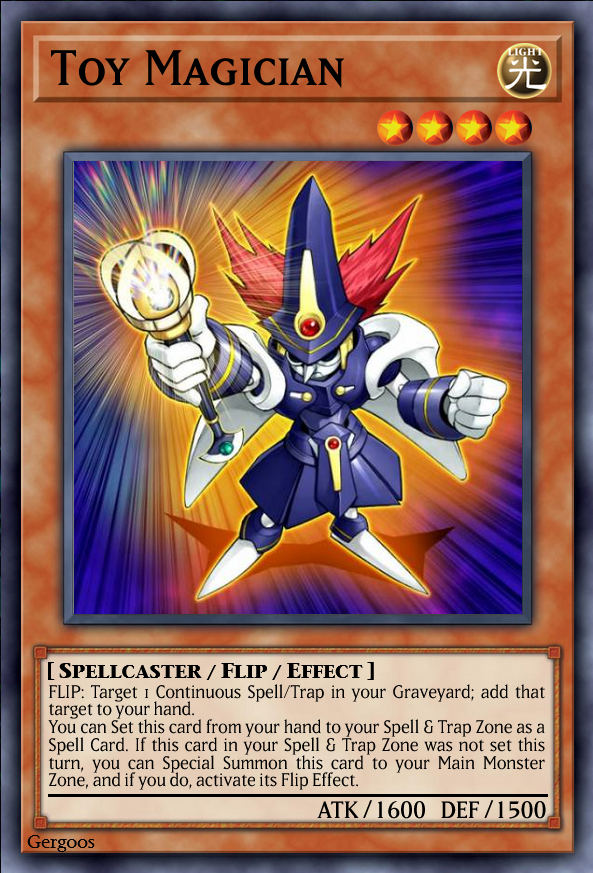 Toy Magician
LIGHT
光
[ Spellcaster / Flip / Effect ]
FLIP: Target 1 Continuous Spell/Trap in your Graveyard; add that
target to your hand.
You can Set this card from your hand to your Spell & Trap Zone as a
Spell Card. If this card in your Spell & Trap Zone was not set this
turn, you can Special Summon this card to your Main Monster
Zone, and if you do, activate its Flip Effect.
ATK/1600 DEF/1500
Gergoos